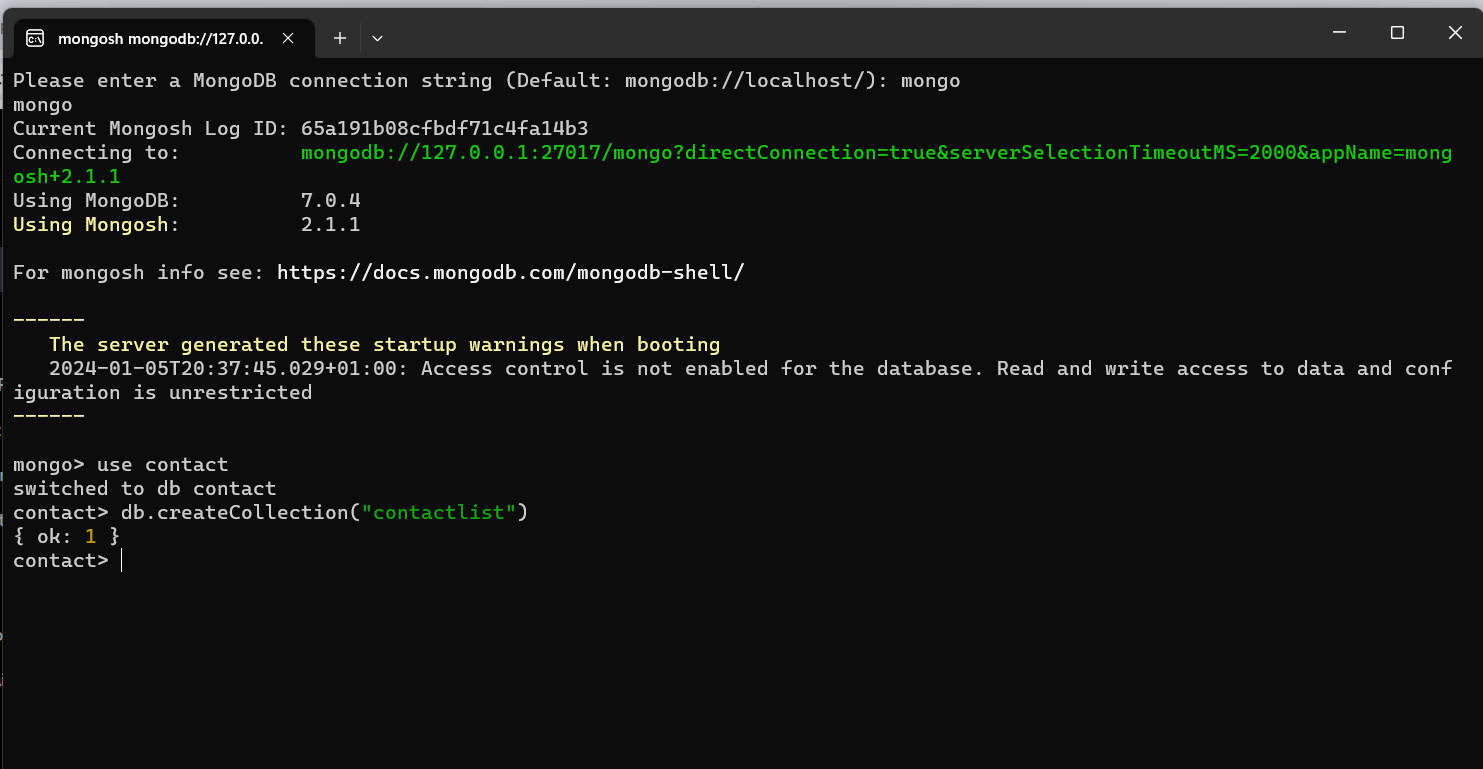 mongosh mongodb://127.0.0.
Please enter a MongoDB connection string (Default: mongodb://localhost/): mongo
mongo
Current Mongosh Log ID: 65a191b08cfbdf71c4fa14b3
Connecting to:          mongodb://127.0.0.1:27017/mongo?directConnection=true&serverSelectionTimeoutMS=2000&appName=mong
osh+2.1.1
Using MongoDB:          7.0.4
Using Mongosh:          2.1.1
For mongosh info see: https://docs.mongodb.com/mongodb-shell/
------
   The server generated these startup warnings when booting
   2024-01-05T20:37:45.029+01:00: Access control is not enabled for the database. Read and write access to data and conf
iguration is unrestricted
------
mongo> use contact
switched to db contact
contact> db.createCollection("contactlist")
{ ok: 1 }
contact>